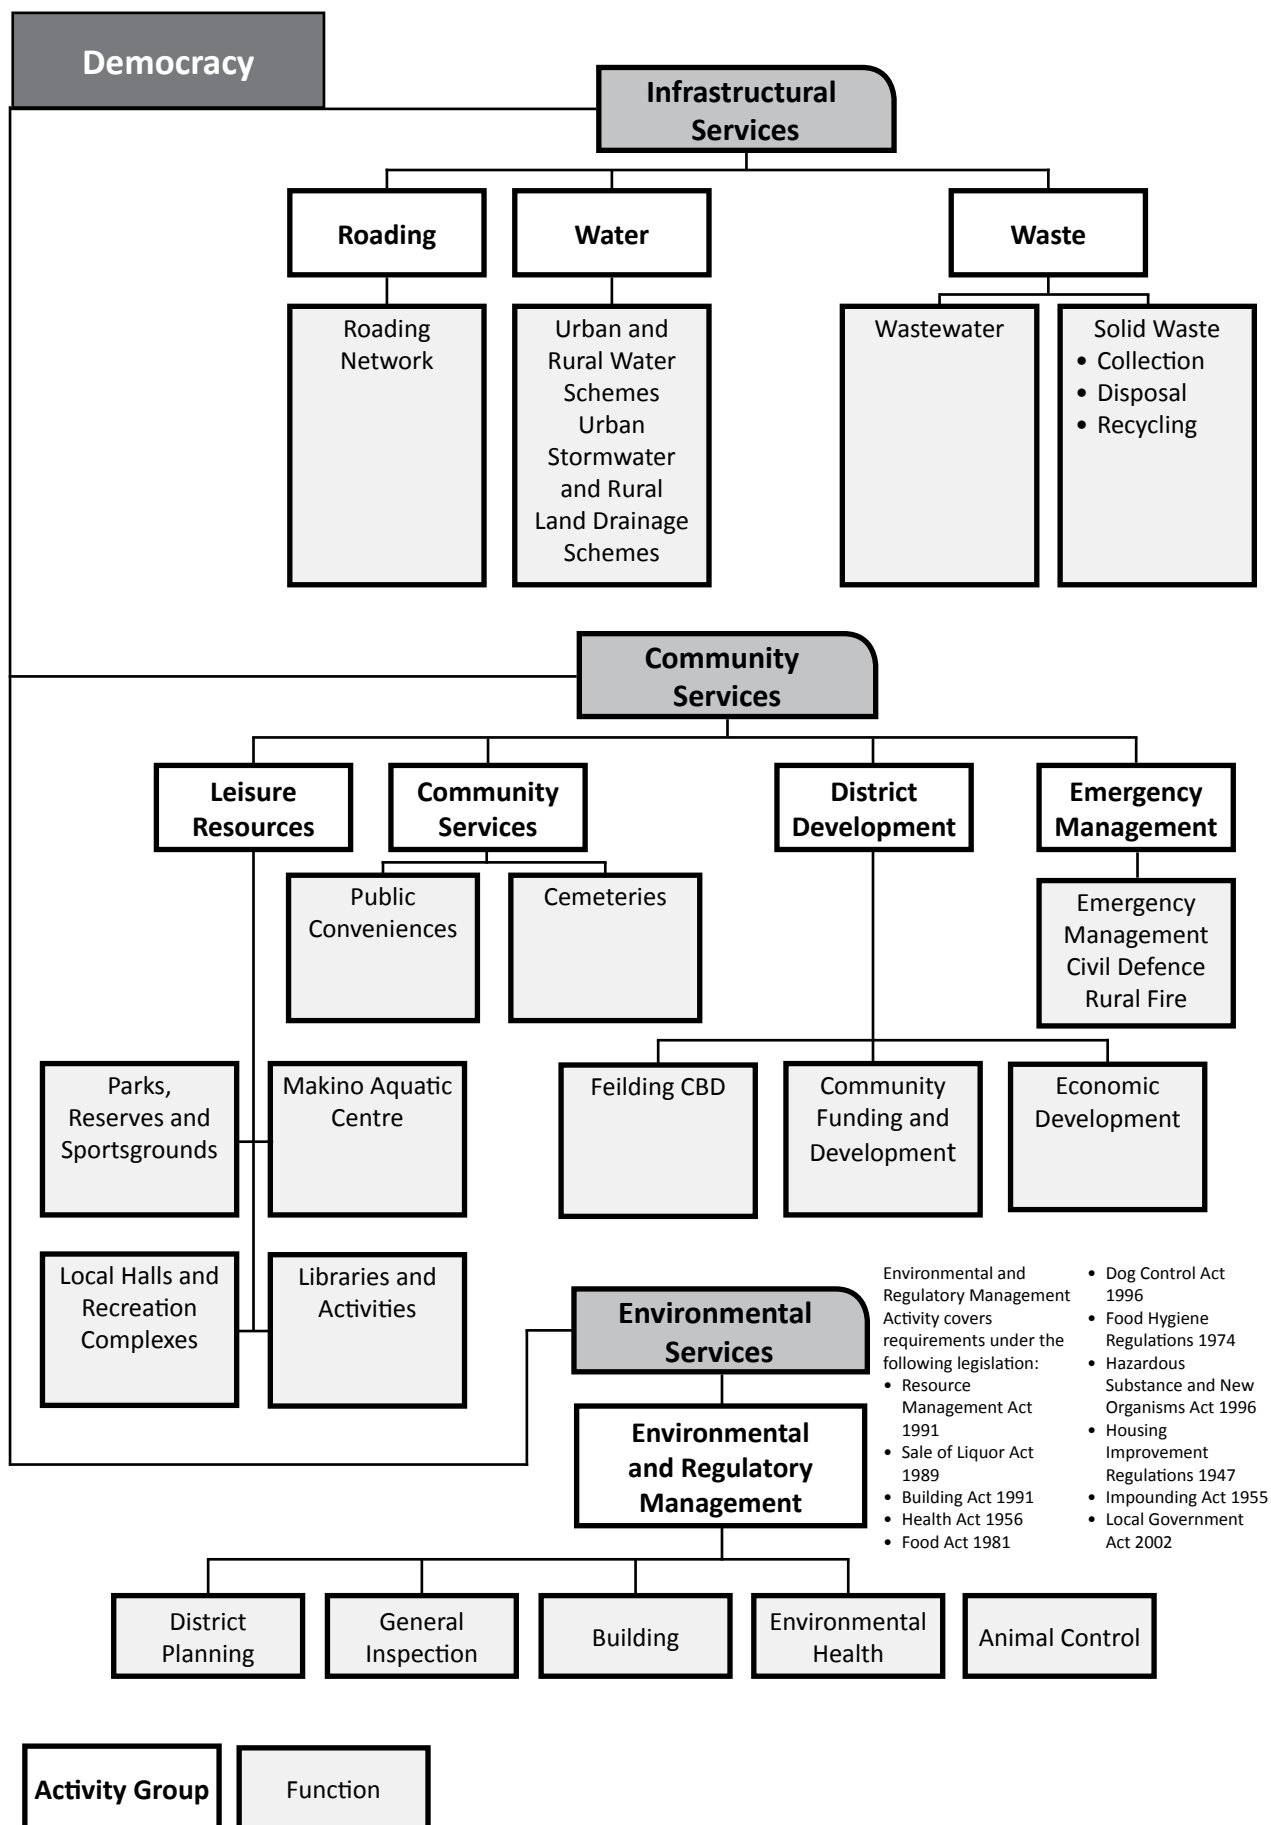 Democracy
Infrastructural
Services
Roading
Water
Waste
Roading
Network
Urban and
Rural Water
Schemes
Urban
Stormwater
and Rural
Land Drainage
Schemes
Wastewater
Solid Waste
• Collection
• Disposal
• Recycling
Community
Services
Leisure
Resources
Community
Services
District
Development
Emergency
Management
Public
Conveniences
Cemeteries
Emergency
Management
Civil Defence
Rural Fire
Parks,
Reserves and
Sportsgrounds
Makino Aquatic
Centre
Feilding CBD
Community
Funding and
Development
Economic
Development
Local Halls and
Recreation
Complexes
Libraries and
Activities
Environmental
Services
Environmental and
Regulatory Management
Activity covers
requirements under the
following legislation:
• Resource
Management Act
1991
• Sale of Liquor Act
1989
• Building Act 1991
• Health Act 1956
• Food Act 1981
• Dog Control Act
1996
• Food Hygiene
Regulations 1974
• Hazardous
Substance and New
Organisms Act 1996
• Housing
Improvement
Regulations 1947
• Impounding Act 1955
• Local Government
Act 2002
Environmental
and Regulatory
Management
District
Planning
General
Inspection
Building
Environmental
Health
Animal Control
Activity Group
Function